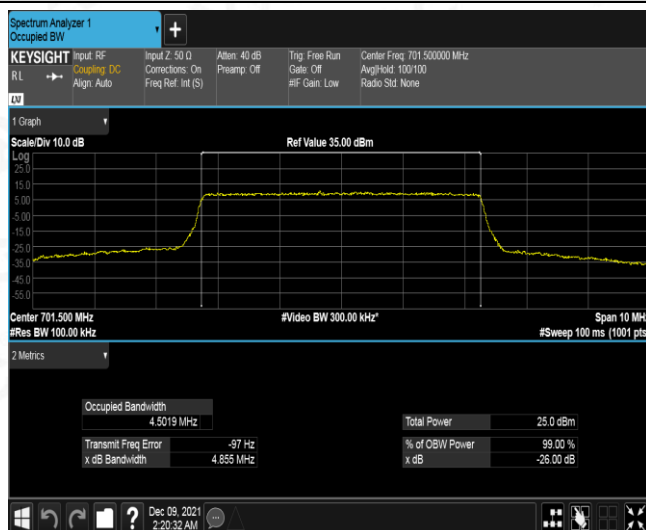 Spectrum Analyzer 1
Occupied BW
+
KEYSIGHT
RL
LXI
Input: RF
Coupling: DC
Align: Auto
Input Z: 50 Ω
Corrections: On
Freq Ref: Int (S)
Atten: 40 dB
Preamp: Off
Trig: Free Run
Gate: Off
#IF Gain: Low
Center Freq: 701.500000 MHz
Avg|Hold: 100/100
Radio Std: None
1 Graph
Scale/Div 10.0 dB
Ref Value 35.00 dBm
Log
25.0
15.0
5.00
-5.00
-15.0
-25.0
-35.0
-45.0
-55.0
Center 701.500 MHz
#Video BW 300.00 kHz*
Span 10 MHz
#Res BW 100.00 kHz
#Sweep 100 ms (1001 pts
2 Metrics
Occupied Bandwidth
4.5019 MHz
Total Power 25.0 dBm
Transmit Freq Error -97 Hz
% of OBW Power 99.00 %
x dB Bandwidth 4.855 MHz
x dB -26.00 dB
?
Dec 09, 2021
2:20:32 AM